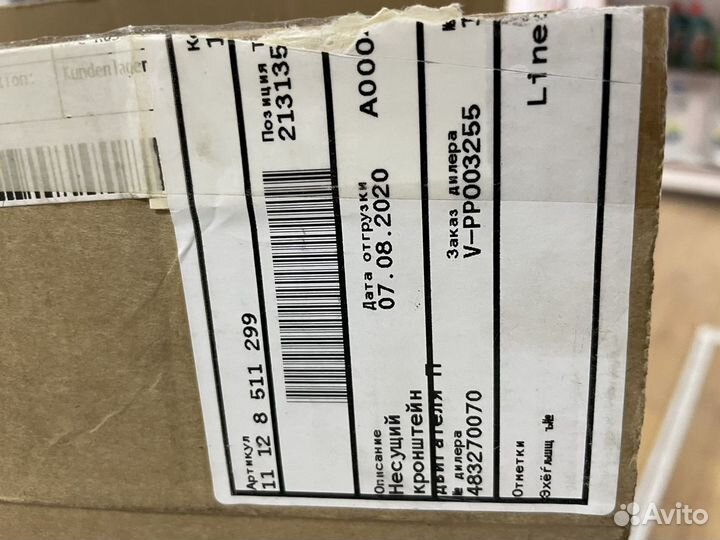 Kundenlager
Артикул
11 12 8 511 299
Позиция
213135
Дата отгрузки
07.08.2020
A000
Описание
Несущий
кронштейн
двигателя П
Заказ дилера
V-PP003255
№ дилера
483270070
Line
Отметки
Avito